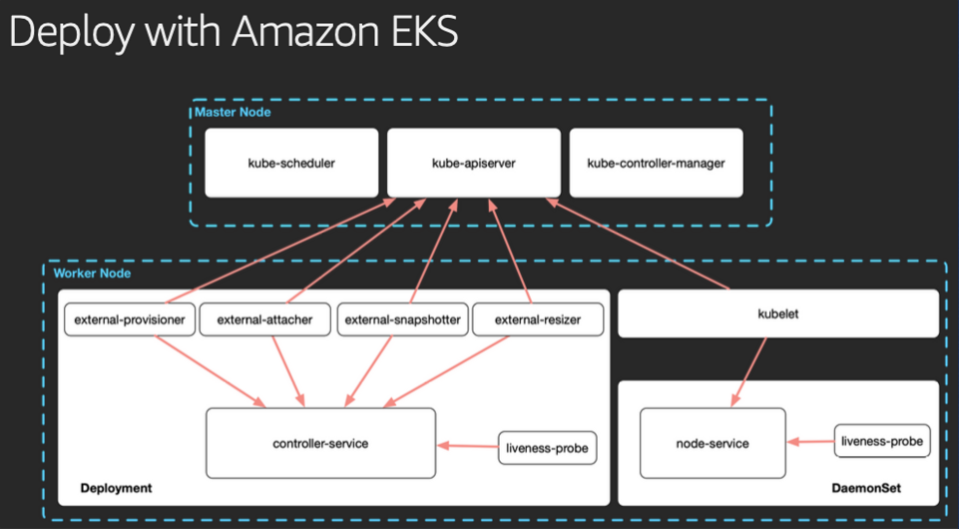 Deploy with Amazon EKS
Master Node
kube-scheduler
kube-apiserver
kube-controller-manager
Worker Node
external-provisioner
external-attacher
external-snapshotter
external-resizer
kubelet
controller-service
liveness-probe
node-service
liveness-probe
Deployment
DaemonSet